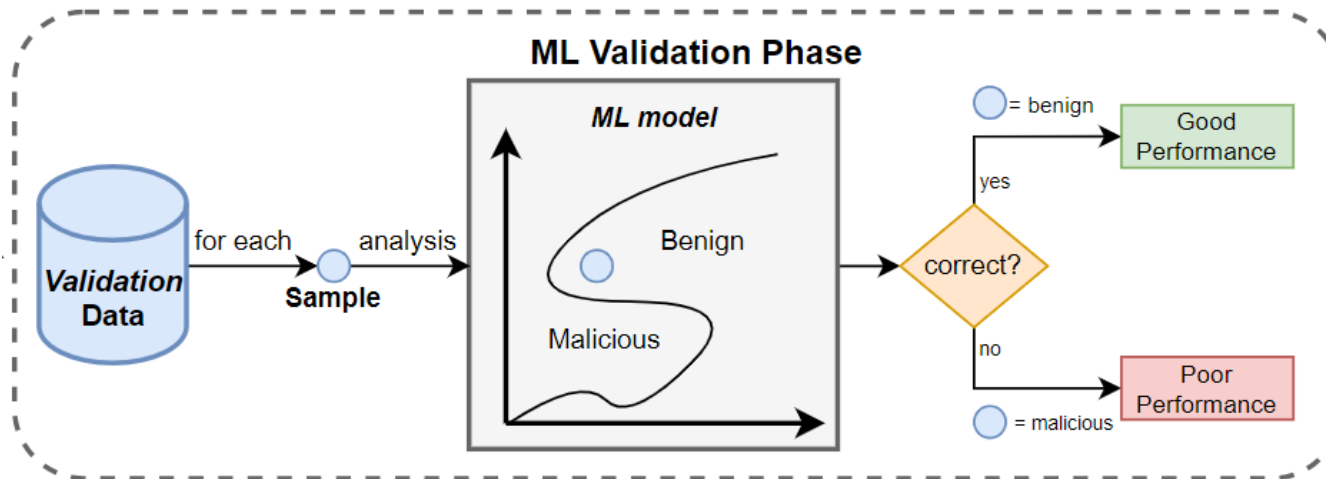 ML Validation Phase
Validation
Data
for each
Sample
analysis
ML model
Benign
Malicious
correct?
yes
= benign
Good
Performance
no
= malicious
Poor
Performance